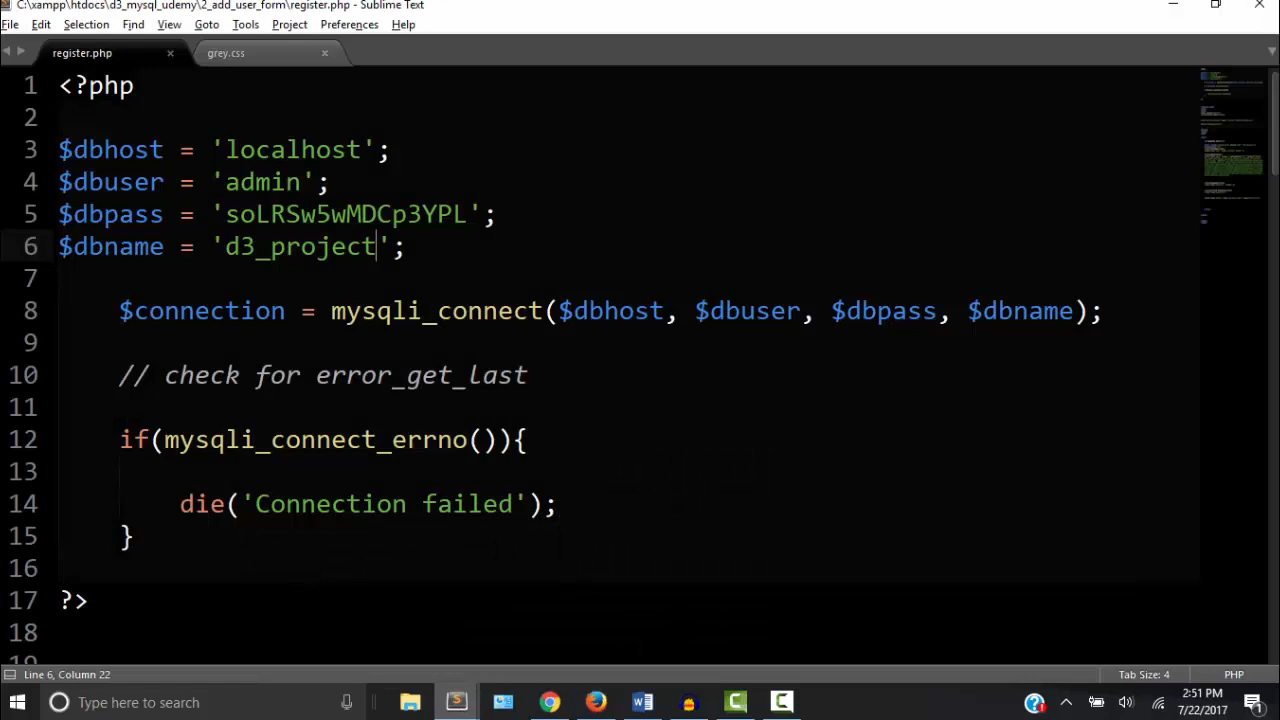 C:\xampp\htdocs\d3_mysql_udemy\2_add_user_form\register.php - Sublime Text
File Edit Selection Find View Goto Tools Project Preferences Help
register.php grey.css
1 <?php
2
3 $dbhost = 'localhost';
4 $dbuser = 'admin';
5 $dbpass = 'soLRSw5wMDCp3YPL';
6 $dbname = 'd3_project';
7
8 $connection = mysqli_connect($dbhost, $dbuser, $dbpass, $dbname);
9
10 // check for error_get_last
11
12 if(mysqli_connect_errno()){
13
14 die('Connection failed');
15 }
16
17 ?>
18
19
Line 6, Column 22 Tab Size: 4 PHP
Type here to search
2:51 PM
7/22/2017